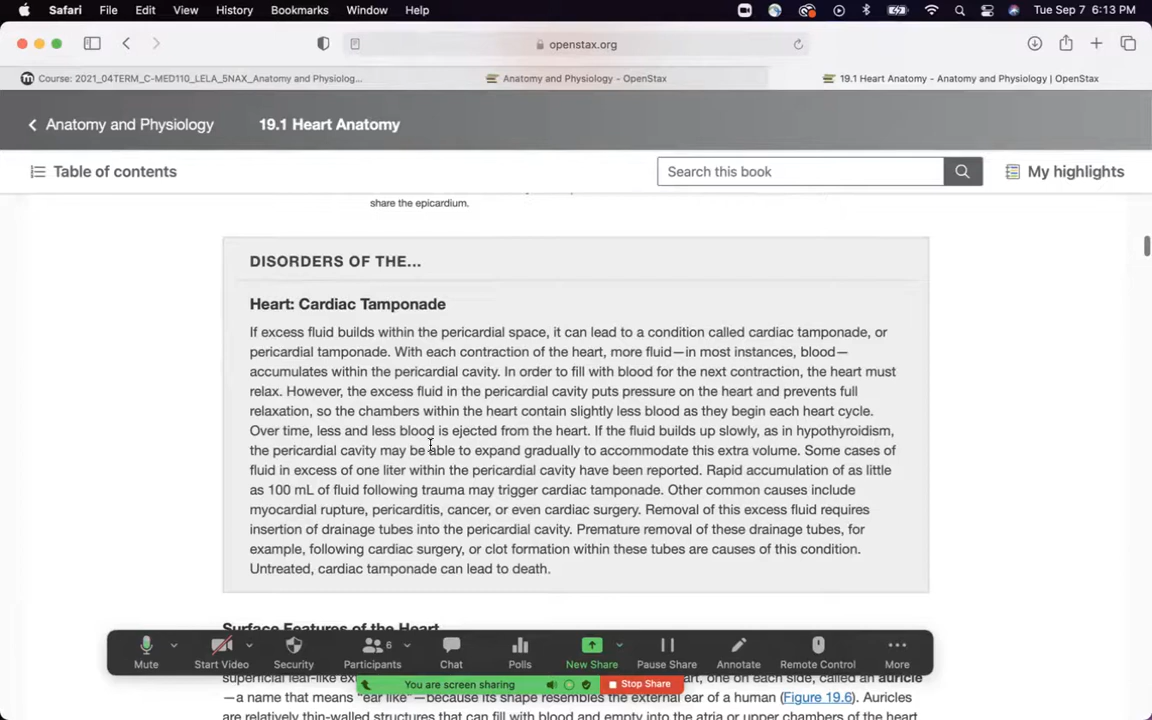 Safari File Edit View History Bookmarks Window Help Tue Sep 7 6:13 PM
openstax.org
Course: 2021_04TERM_C-MED110_LELA_5NAX_Anatomy and Physiolog... Anatomy and Physiology - OpenStax 19.1 Heart Anatomy - Anatomy and Physiology | OpenStax
Anatomy and Physiology 19.1 Heart Anatomy
Table of contents Search this book My highlights
share the epicardium.
DISORDERS OF THE...
Heart: Cardiac Tamponade
If excess fluid builds within the pericardial space, it can lead to a condition called cardiac tamponade, or
pericardial tamponade. With each contraction of the heart, more fluid—in most instances, blood—
accumulates within the pericardial cavity. In order to fill with blood for the next contraction, the heart must
relax. However, the excess fluid in the pericardial cavity puts pressure on the heart and prevents full
relaxation, so the chambers within the heart contain slightly less blood as they begin each heart cycle.
Over time, less and less blood is ejected from the heart. If the fluid builds up slowly, as in hypothyroidism,
the pericardial cavity may be able to expand gradually to accommodate this extra volume. Some cases of
fluid in excess of one liter within the pericardial cavity have been reported. Rapid accumulation of as little
as 100 mL of fluid following trauma may trigger cardiac tamponade. Other common causes include
myocardial rupture, pericarditis, cancer, or even cardiac surgery. Removal of this excess fluid requires
insertion of drainage tubes into the pericardial cavity. Premature removal of these drainage tubes, for
example, following cardiac surgery, or clot formation within these tubes are causes of this condition.
Untreated, cardiac tamponade can lead to death.
Surface Features of the Heart
6
Mute Start Video Security Participants Chat Polls New Share Pause Share Annotate Remote Control More
superficial leaf-like heart, one on each side, called an auricle
You are screen sharing Stop Share
—a name that means "ear like"—because its shape resembles the external ear of a human (Figure 19.6). Auricles
are relatively thin-walled structures that can fill with blood and empty into the atria or upper chambers of the heart